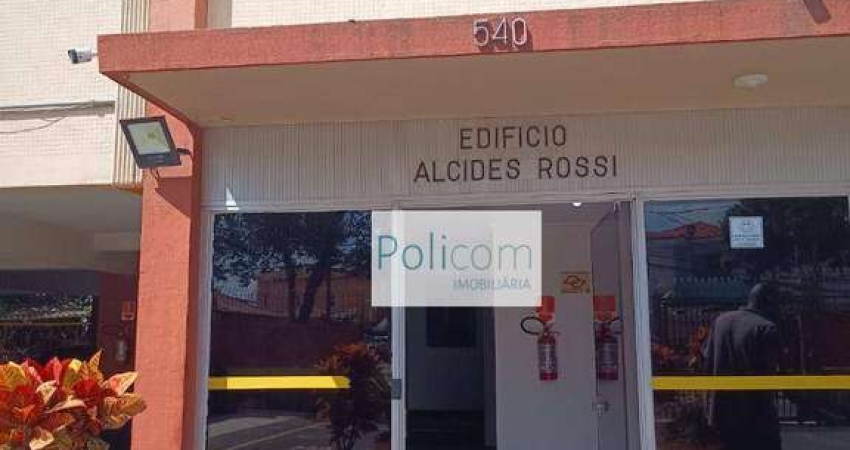 540
EDIFICIO
ALCIDES ROSSI
Policom
IMOBILIÁRIA